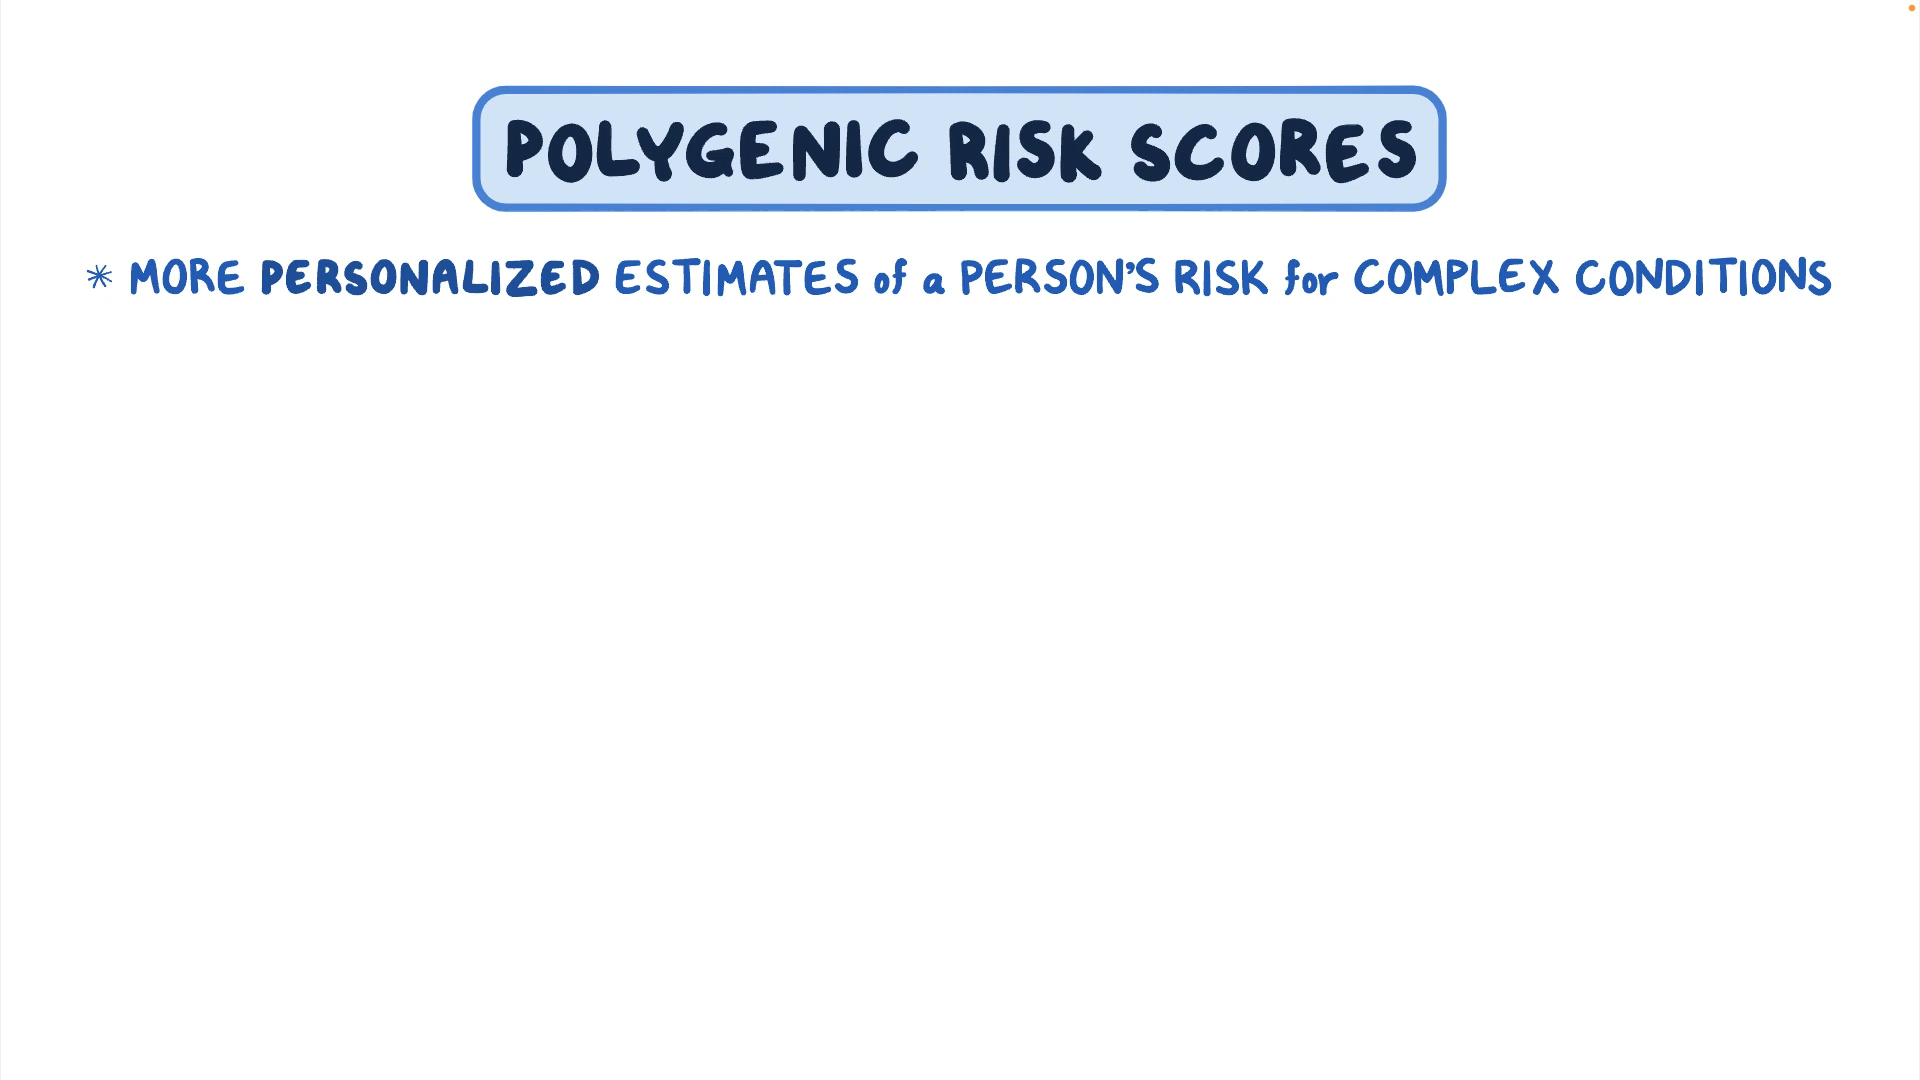 POLYGENIC RISK SCORES
* MORE PERSONALIZED ESTIMATES of a PERSON'S RISK for COMPLEX CONDITIONS